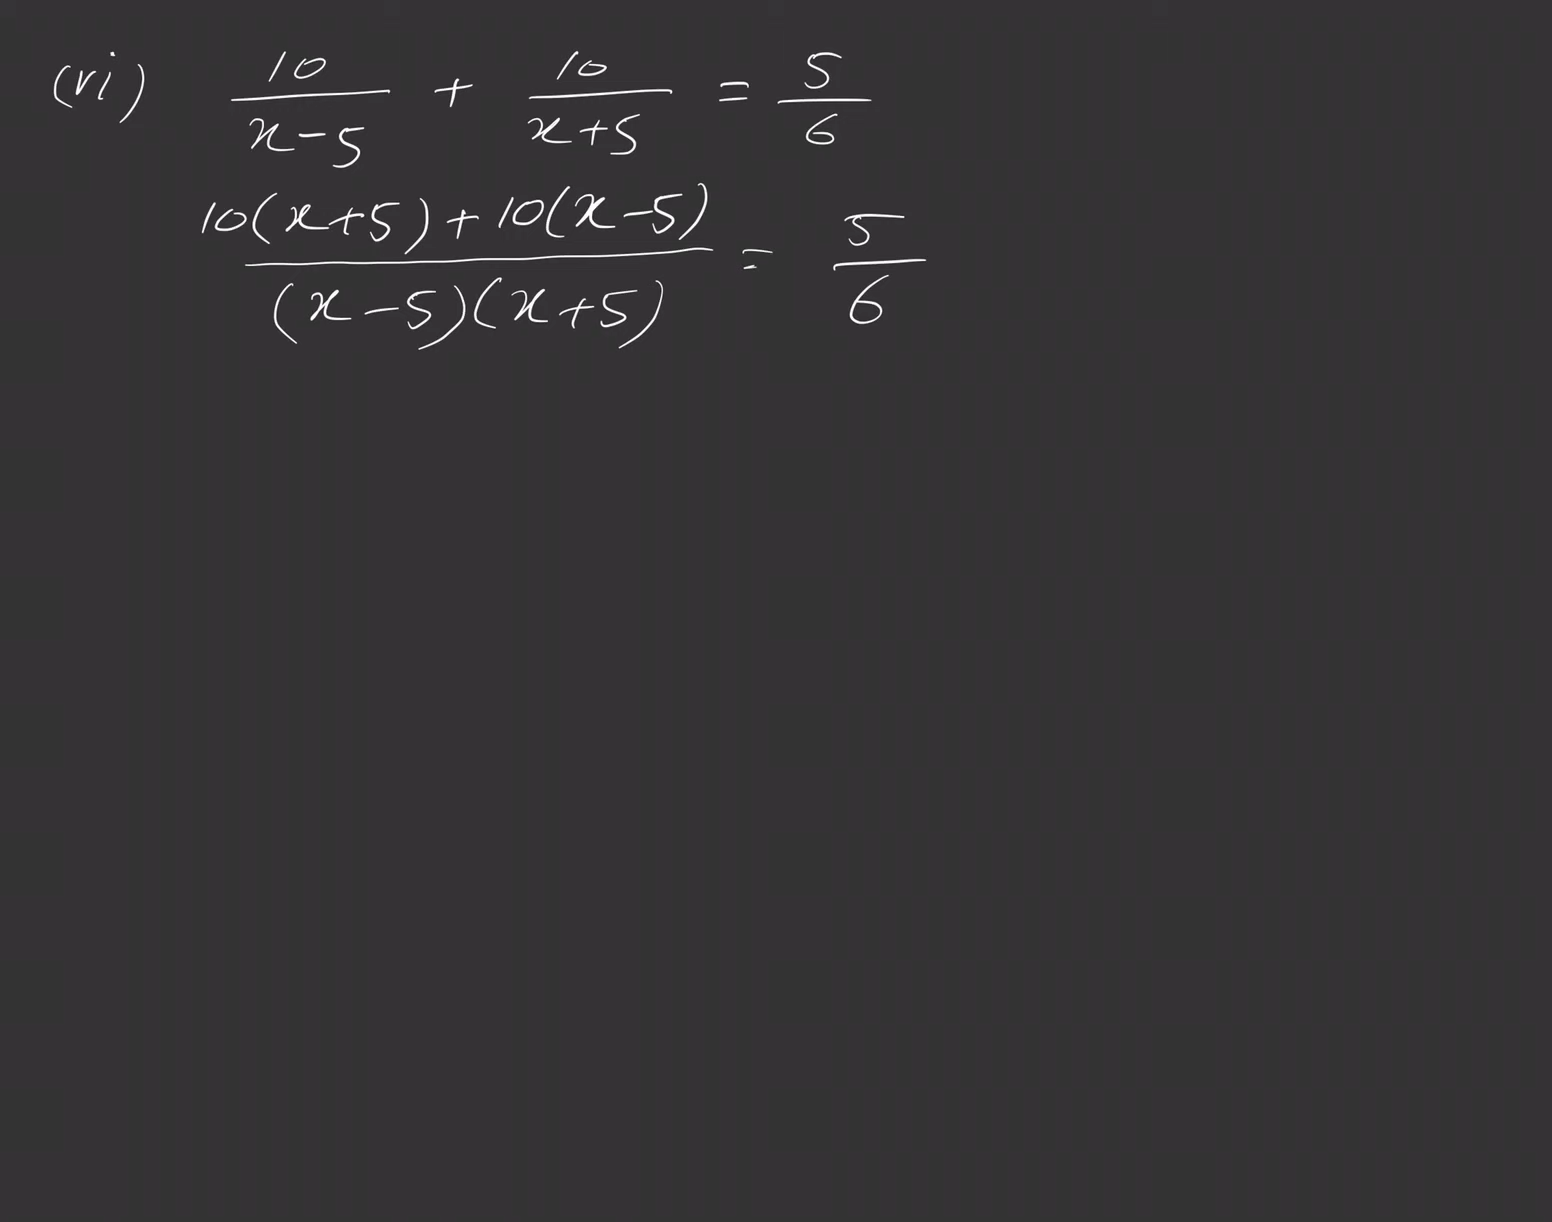 (vi) 10/(x-5) + 10/(x+5) = 5/6
(10(x+5)+10(x-5))/((x-5)(x+5)) = 5/6